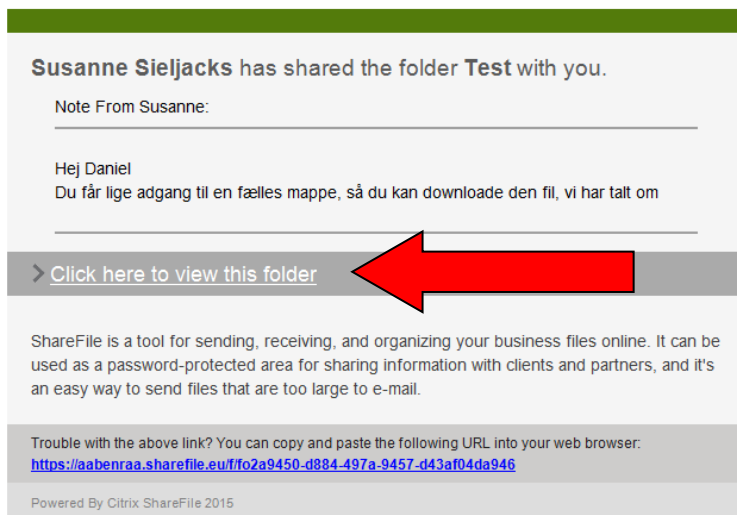 Susanne Sieljacks has shared the folder Test with you.
Note From Susanne:
Hej Daniel
Du får lige adgang til en fælles mappe, så du kan downloade den fil, vi har talt om
Click here to view this folder
ShareFile is a tool for sending, receiving, and organizing your business files online. It can be
used as a password-protected area for sharing information with clients and partners, and it's
an easy way to send files that are too large to e-mail.
Trouble with the above link? You can copy and paste the following URL into your web browser:
https://aabenraa.sharefile.eu/f/fo2a9450-d884-497a-9457-d43af04da946
Powered By Citrix ShareFile 2015